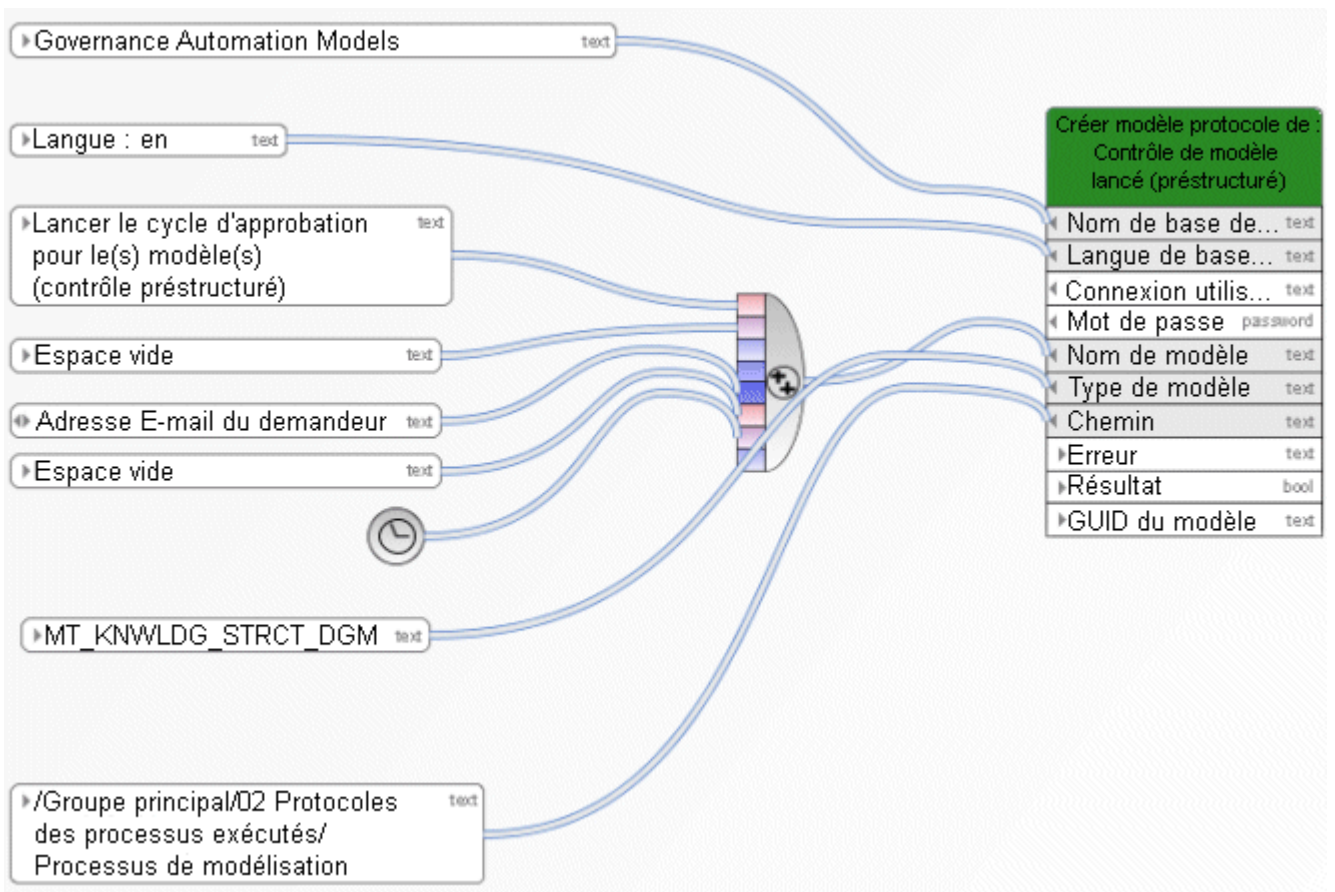 Governance Automation Models text
Langue : en text
Lancer le cycle d'approbation text
pour le(s) modèle(s)
(contrôle préstructuré)
Espace vide text
Adresse E-mail du demandeur text
Espace vide text
MT_KNWLDG_STRCT_DGM text
/Groupe principal/02 Protocoles text
des processus exécutés/
Processus de modélisation
Créer modèle protocole de :
Contrôle de modèle
lancé (préstructuré)
Nom de base de... text
Langue de base... text
Connexion utilis... text
Mot de passe password
Nom de modèle text
Type de modèle text
Chemin text
Erreur text
Résultat bool
GUID du modèle text